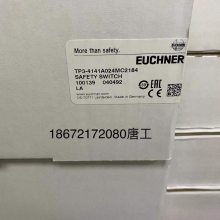 More than safety.
EUCHNER
TP3-4141A024MC2184
SAFETY SWITCH
100139 040492
LA
18672172080唐工